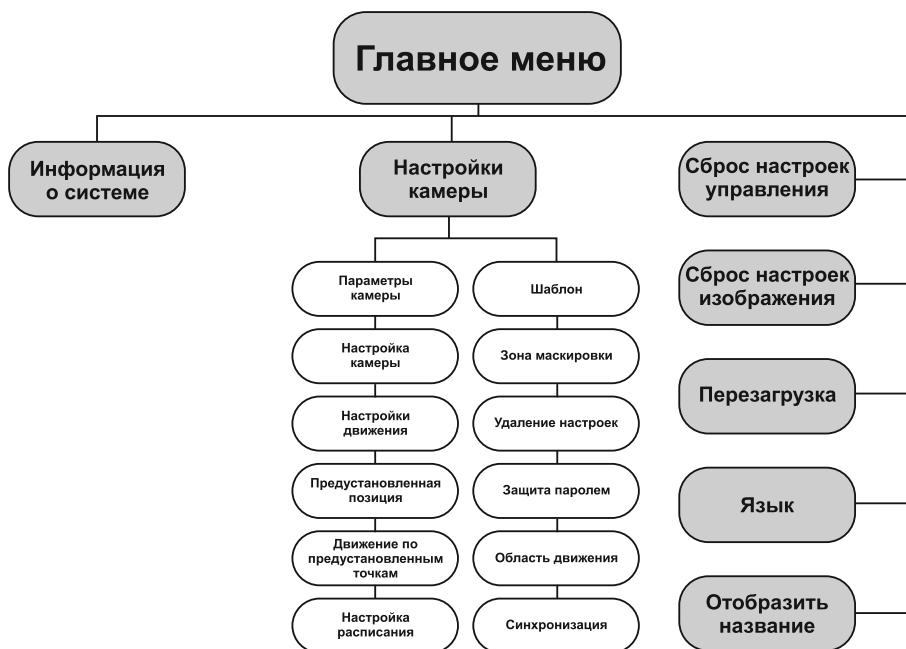 Главное меню
Информация
о системе
Настройки
камеры
Параметры
камеры
Настройка
камеры
Настройки
движения
Предустановленная
позиция
Движение по
предустановленным
точкам
Настройка
расписания
Шаблон
Зона маскировки
Удаление настроек
Защита паролем
Область движения
Синхронизация
Сброс настроек
управления
Сброс настроек
изображения
Перезагрузка
Язык
Отобразить
название